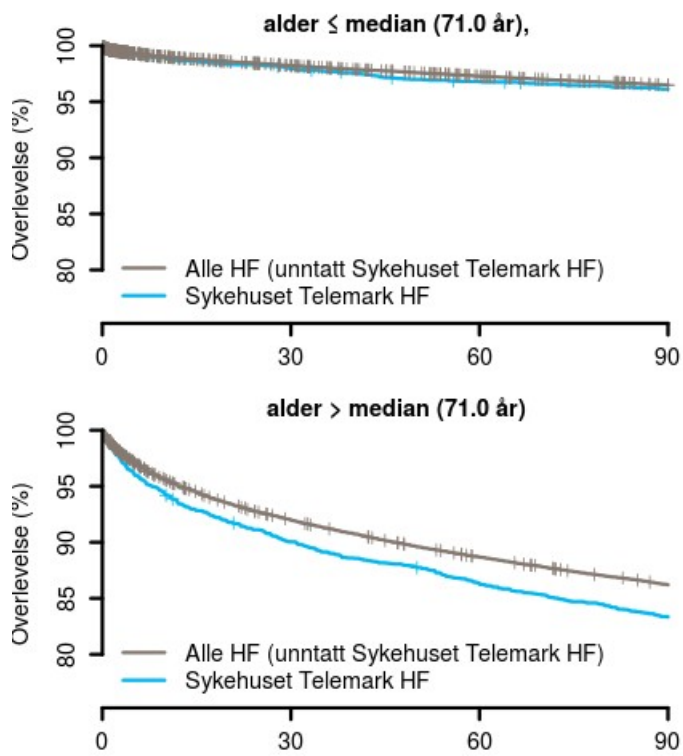 alder ≤ median (71.0 år),
Overlevelse (%)
100
95
90
85
80
Alle HF (unntatt Sykehuset Telemark HF)
Sykehuset Telemark HF
0 30 60 90
alder > median (71.0 år)
Overlevelse (%)
100
95
90
85
80
Alle HF (unntatt Sykehuset Telemark HF)
Sykehuset Telemark HF
0 30 60 90